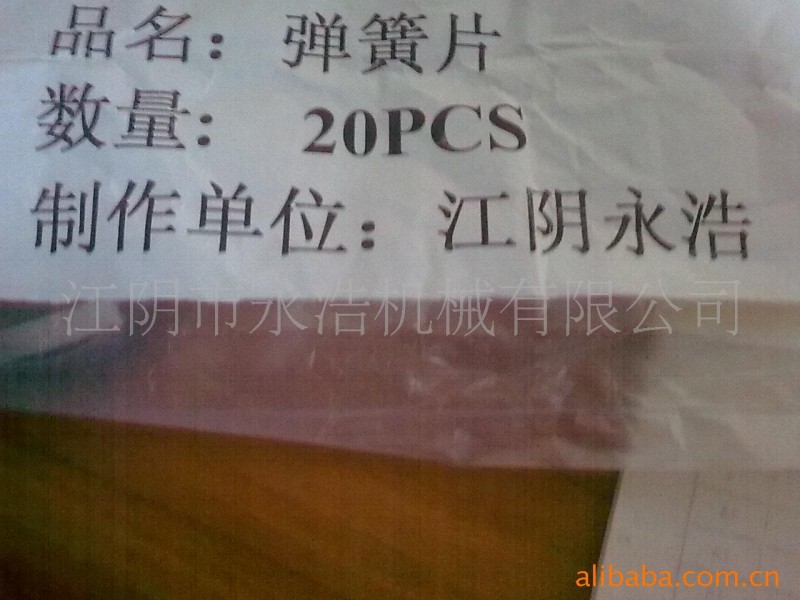 品名：弹簧片
数量： 20PCS
制作单位：江阴永浩
江阴市永浩机械有限公司
alibaba.com.cn